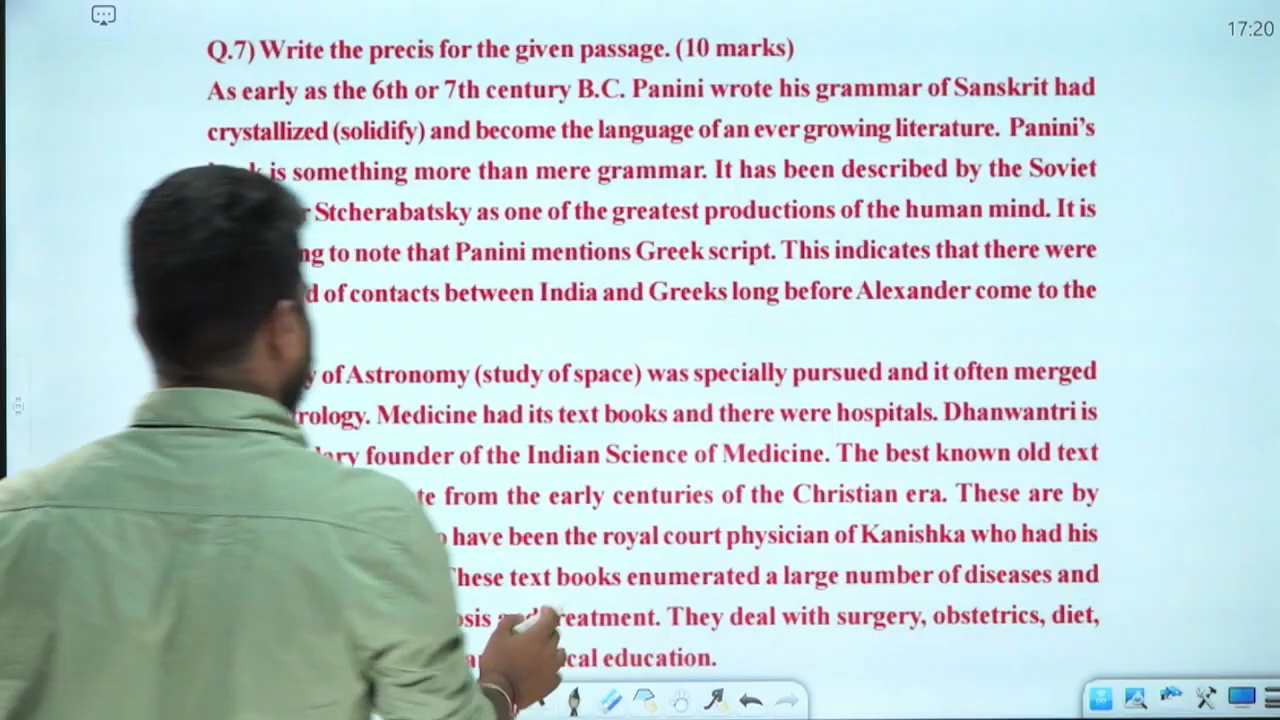 17:20
Q.7) Write the precis for the given passage. (10 marks)
As early as the 6th or 7th century B.C. Panini wrote his grammar of Sanskrit had
crystallized (solidify) and become the language of an ever growing literature. Panini's
is something more than mere grammar. It has been described by the Soviet
Stcherabatsky as one of the greatest productions of the human mind. It is
to note that Panini mentions Greek script. This indicates that there were
of contacts between India and Greeks long before Alexander come to the
of Astronomy (study of space) was specially pursued and it often merged
Medicine had its text books and there were hospitals. Dhanwantri is
founder of the Indian Science of Medicine. The best known old text
from the early centuries of the Christian era. These are by
have been the royal court physician of Kanishka who had his
These text books enumerated a large number of diseases and
treatment. They deal with surgery, obstetrics, diet,
education.